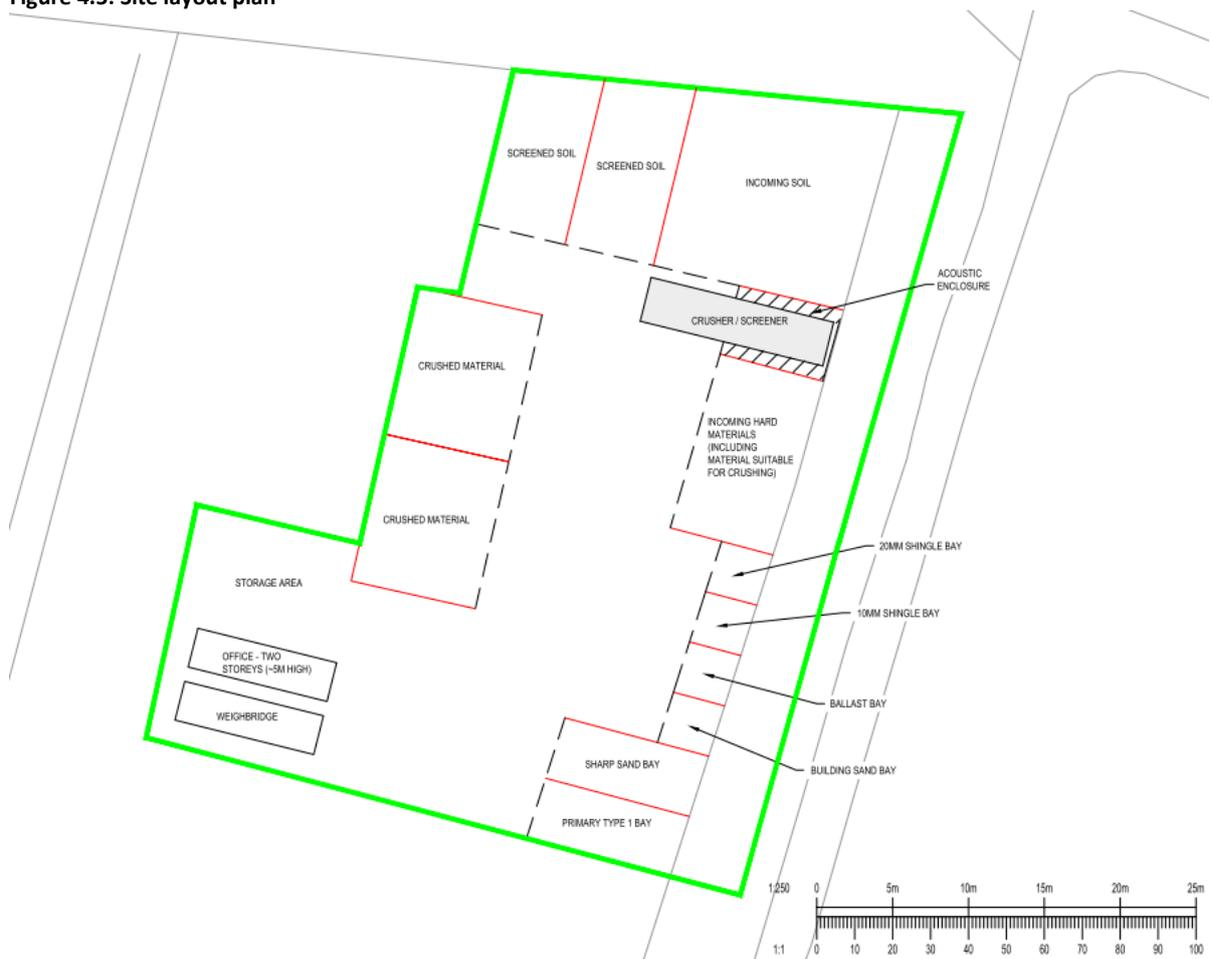 Figure 4.3: Site layout plan
SCREENED SOIL
SCREENED SOIL
INCOMING SOIL
ACOUSTIC
ENCLOSURE
CRUSHER / SCREENER
CRUSHED MATERIAL
INCOMING HARD
MATERIALS
(INCLUDING
MATERIAL SUITABLE
FOR CRUSHING)
CRUSHED MATERIAL
20MM SHINGLE BAY
STORAGE AREA
10MM SHINGLE BAY
OFFICE - TWO
STOREYS (~5M HIGH)
WEIGHBRIDGE
BALLAST BAY
SHARP SAND BAY
BUILDING SAND BAY
PRIMARY TYPE 1 BAY
1:250 0 5m 10m 15m 20m 25m
1:1 0 10 20 30 40 50 60 70 80 90 100